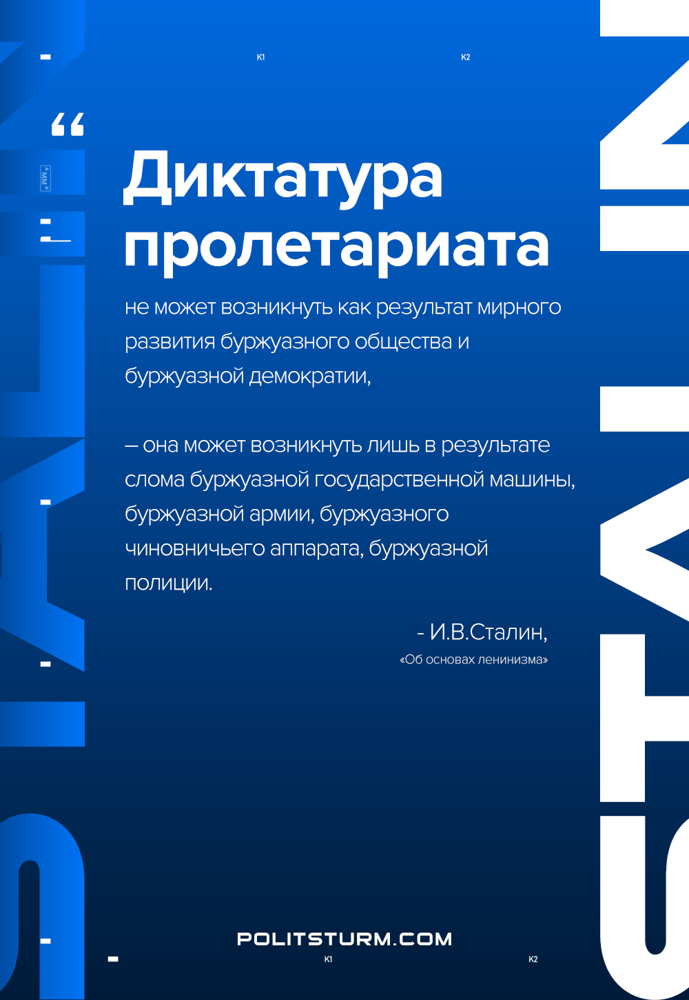 K1 K2
“
Диктатура
пролетариата
не может возникнуть как результат мирного
развития буржуазного общества и
буржуазной демократии,
– она может возникнуть лишь в результате
слома буржуазной государственной машины,
буржуазной армии, буржуазного
чиновничьего аппарата, буржуазной
полиции.
- И.В.Сталин,
«Об основах ленинизма»
POLITSTURM.COM
K1 K2
STALIN
STALIN
MM